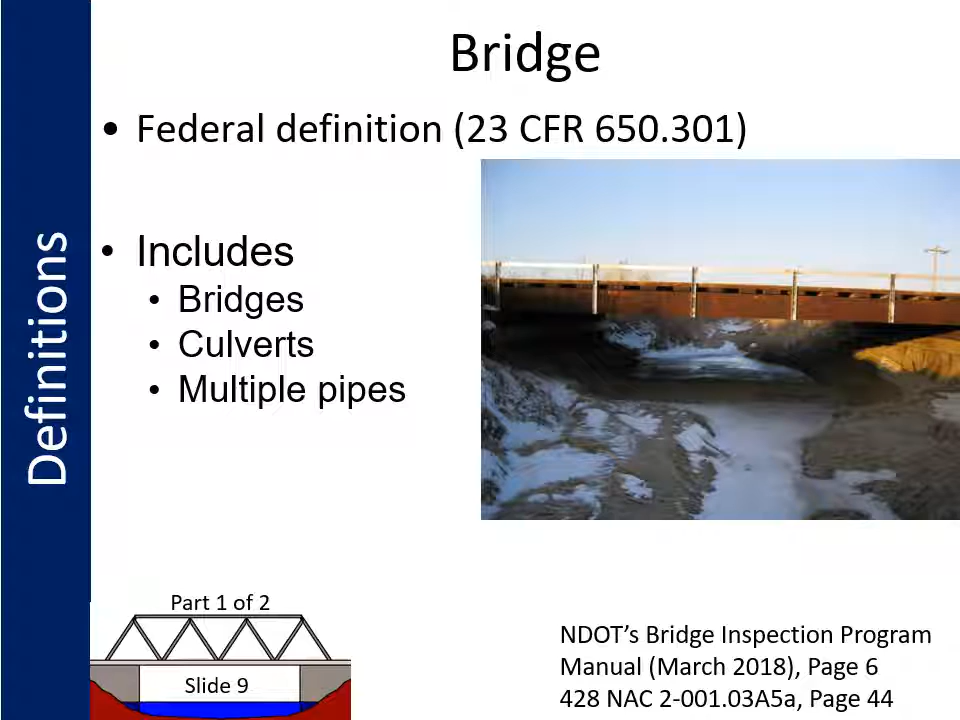 Bridge
• Federal definition (23 CFR 650.301)
• Includes
• Bridges
• Culverts
• Multiple pipes
Definitions
Part 1 of 2
Slide 9
NDOT’s Bridge Inspection Program
Manual (March 2018), Page 6
428 NAC 2-001.03A5a, Page 44